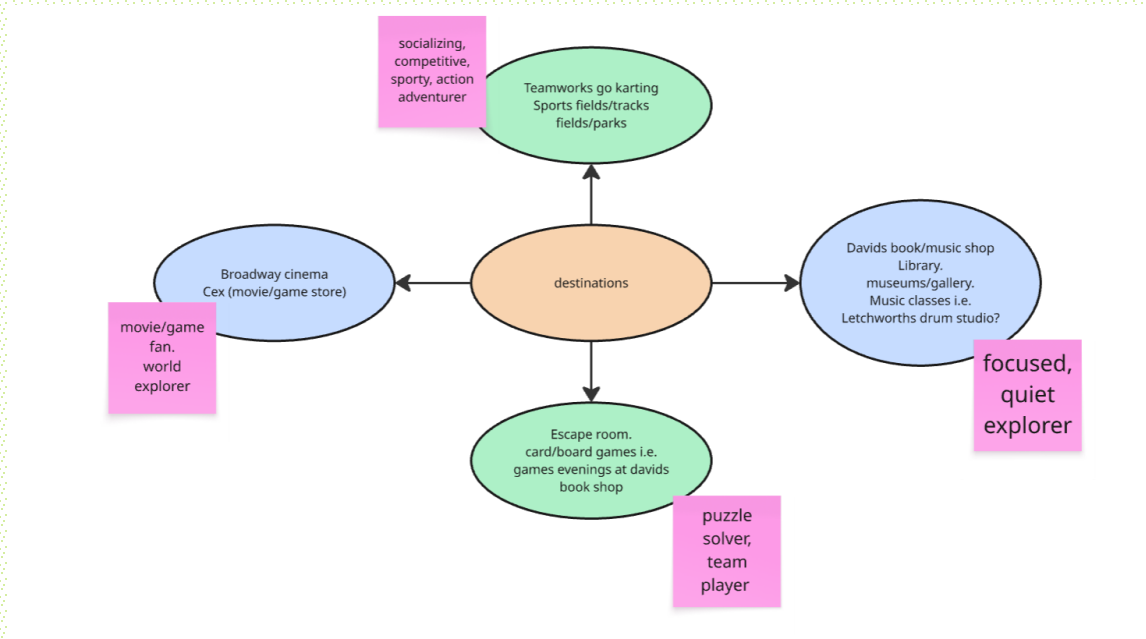 socializing,
competitive,
sporty, action
adventurer
Teamworks go karting
Sports fields/tracks
fields/parks
Broadway cinema
Cex (movie/game store)
movie/game
fan.
world
explorer
destinations
Davids book/music shop
Library.
museums/gallery.
Music classes i.e.
Letchworths drum studio?
focused,
quiet
explorer
Escape room.
card/board games i.e.
games evenings at davids
book shop
puzzle
solver,
team
player